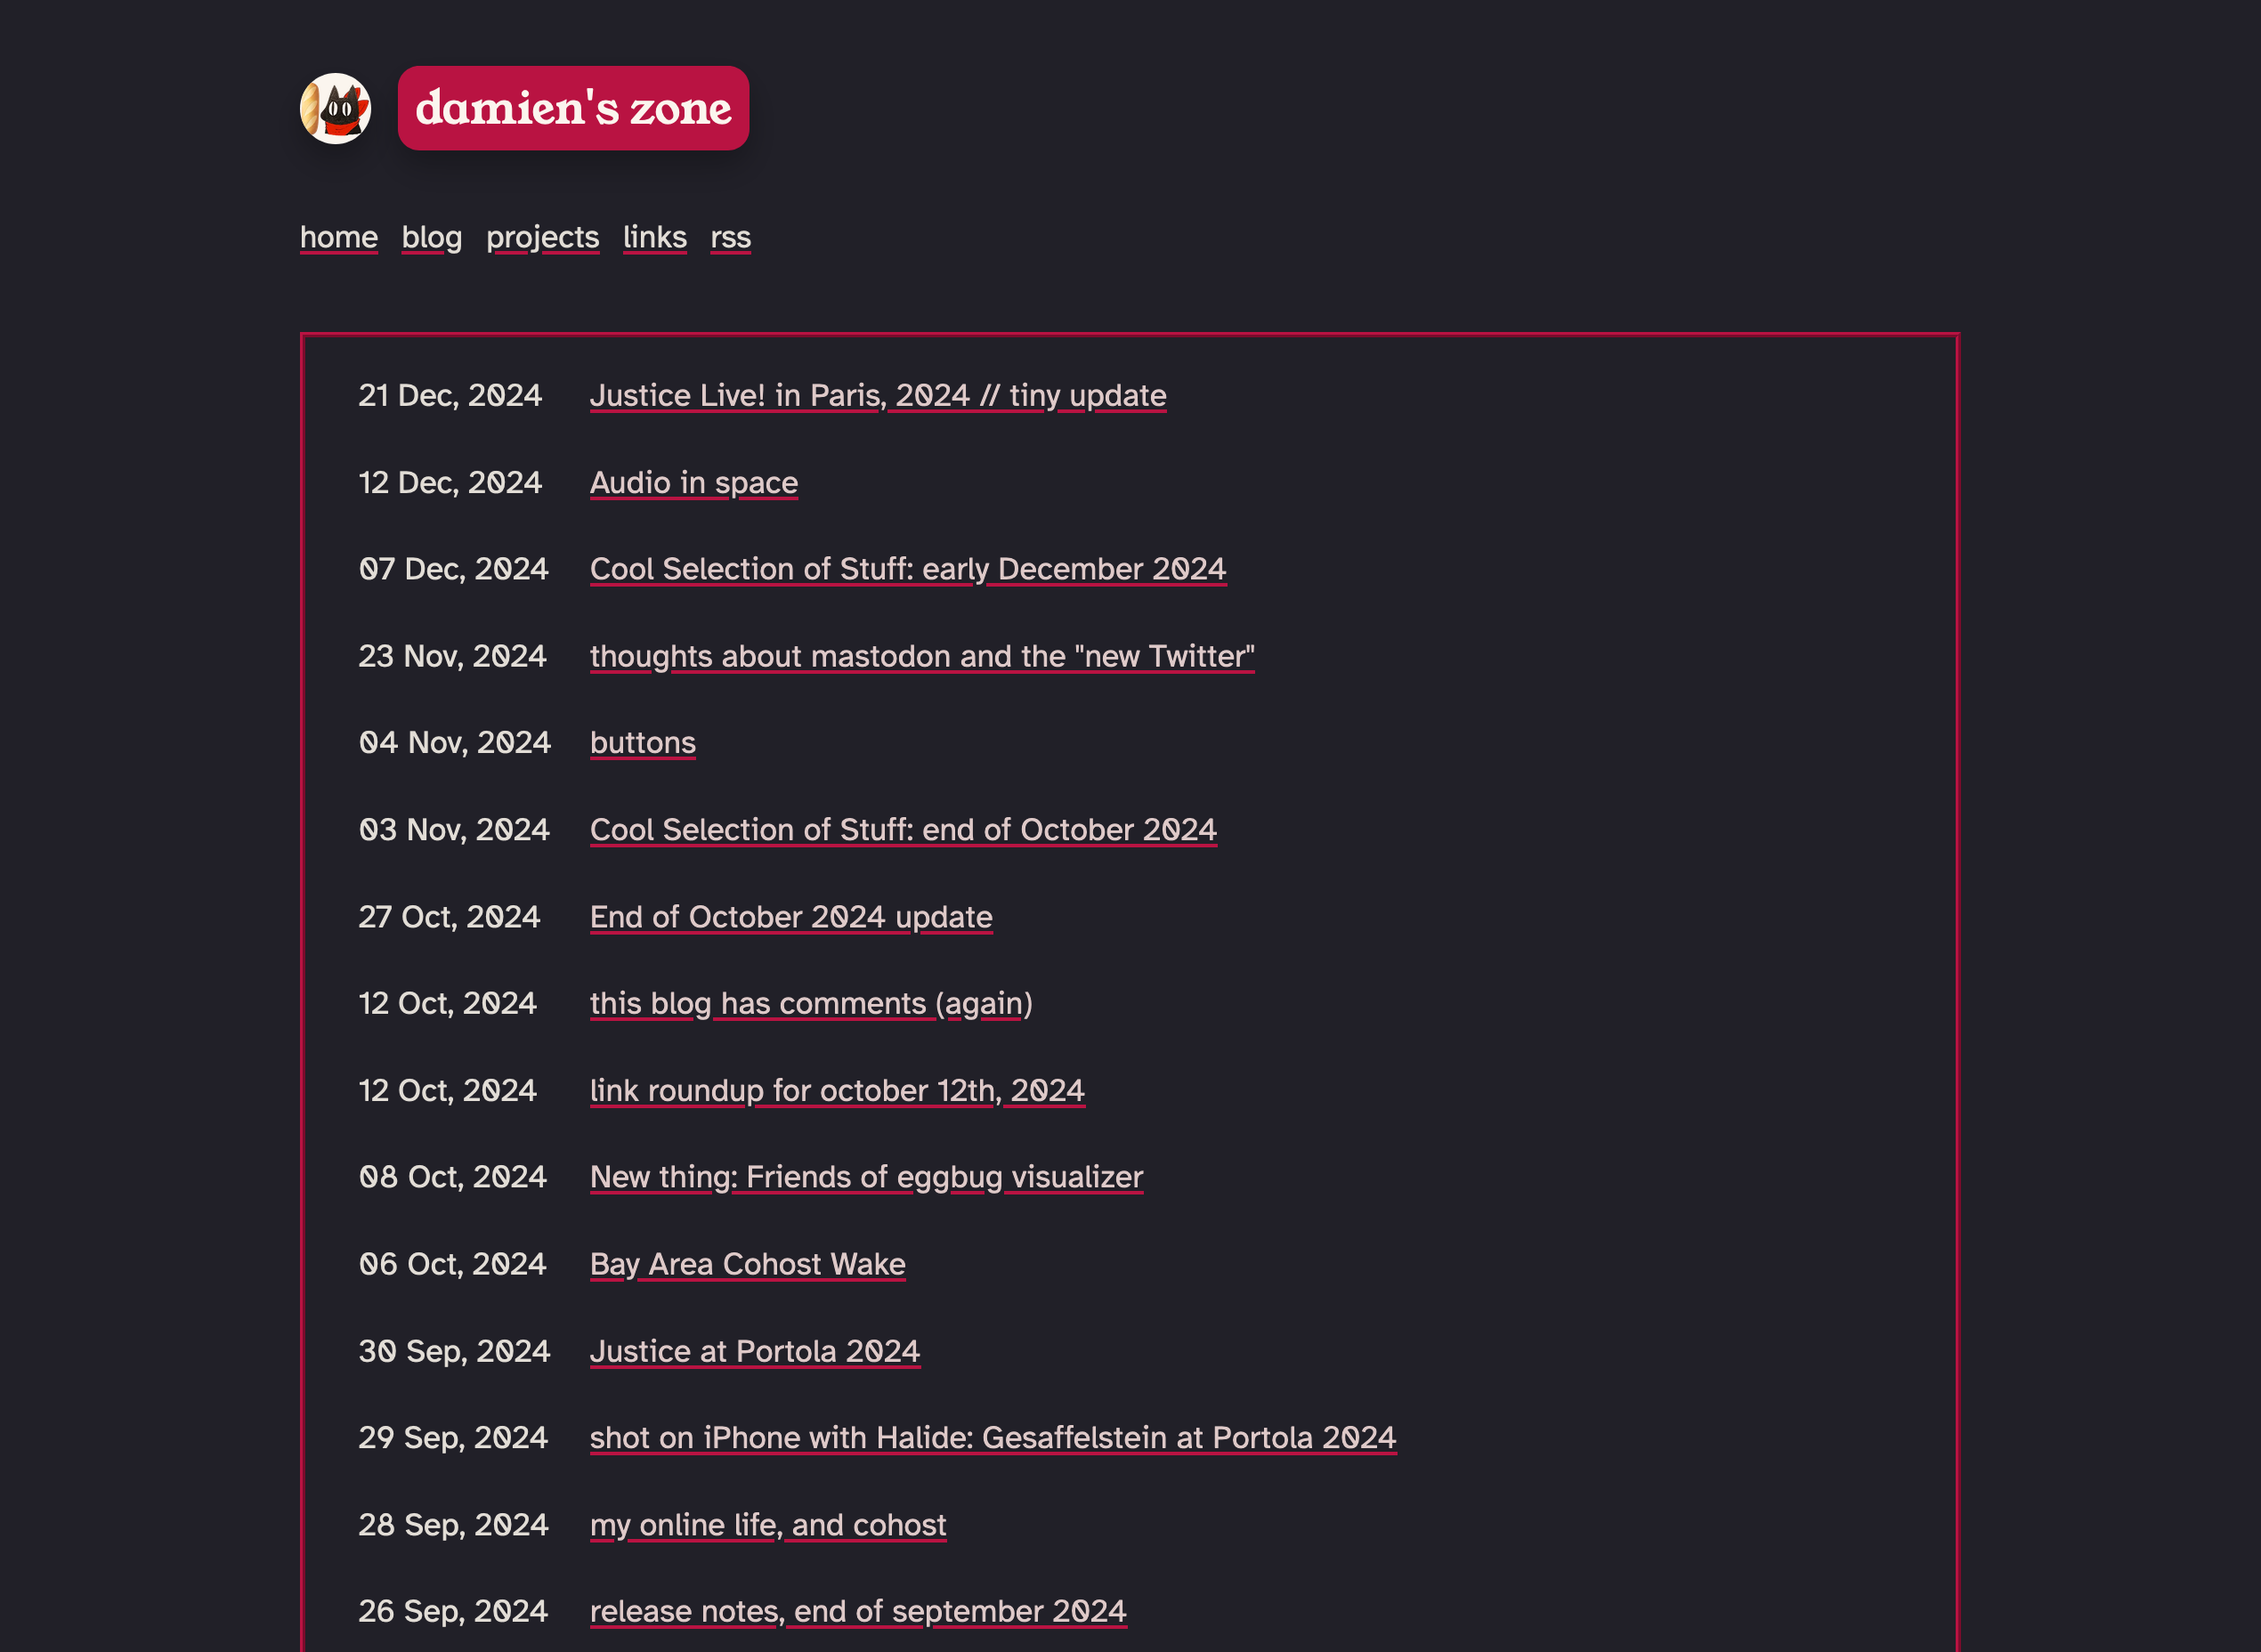 damien's zone
home blog projects links rss
21 Dec, 2024 Justice Live! in Paris, 2024 // tiny update
12 Dec, 2024 Audio in space
07 Dec, 2024 Cool Selection of Stuff: early December 2024
23 Nov, 2024 thoughts about mastodon and the "new Twitter"
04 Nov, 2024 buttons
03 Nov, 2024 Cool Selection of Stuff: end of October 2024
27 Oct, 2024 End of October 2024 update
12 Oct, 2024 this blog has comments (again)
12 Oct, 2024 link roundup for october 12th, 2024
08 Oct, 2024 New thing: Friends of eggbug visualizer
06 Oct, 2024 Bay Area Cohost Wake
30 Sep, 2024 Justice at Portola 2024
29 Sep, 2024 shot on iPhone with Halide: Gesaffelstein at Portola 2024
28 Sep, 2024 my online life, and cohost
26 Sep, 2024 release notes, end of september 2024